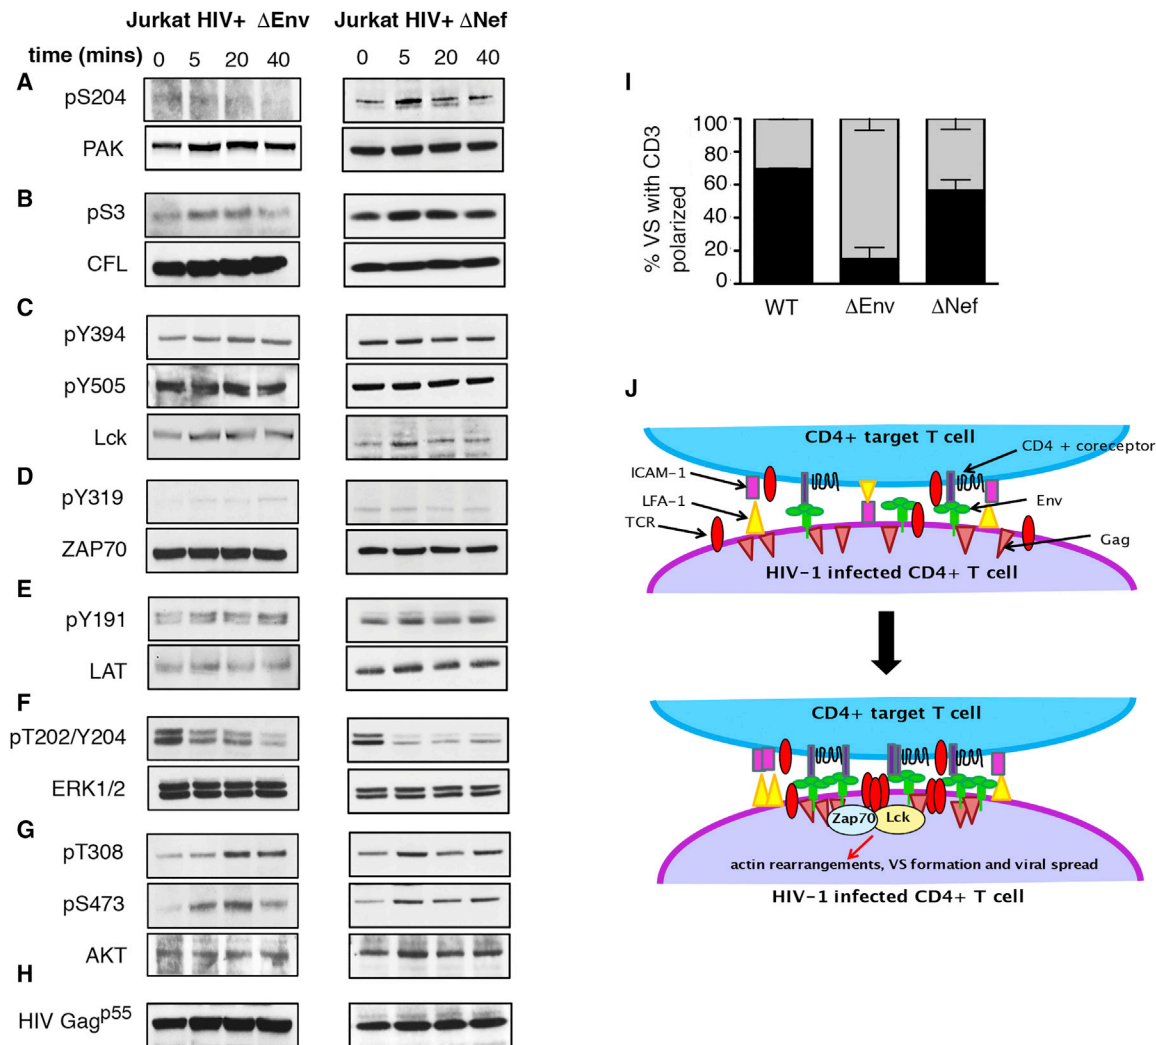 Jurkat HIV+ ΔEnv
Jurkat HIV+ ΔNef
time (mins)
0 5 20 40
0 5 20 40
A
pS204
PAK
B
pS3
CFL
C
pY394
pY505
Lck
D
pY319
ZAP70
E
pY191
LAT
F
pT202/Y204
ERK1/2
G
pT308
pS473
AKT
H
HIV Gagp55
I
% VS with CD3
polarized
100
80
60
40
20
0
WT ΔEnv ΔNef
J
CD4+ target T cell
CD4 + coreceptor
ICAM-1
LFA-1
Env
TCR
Gag
HIV-1 infected CD4+ T cell
CD4+ target T cell
Zap70 Lck
actin rearrangements, VS formation and viral spread
HIV-1 infected CD4+ T cell